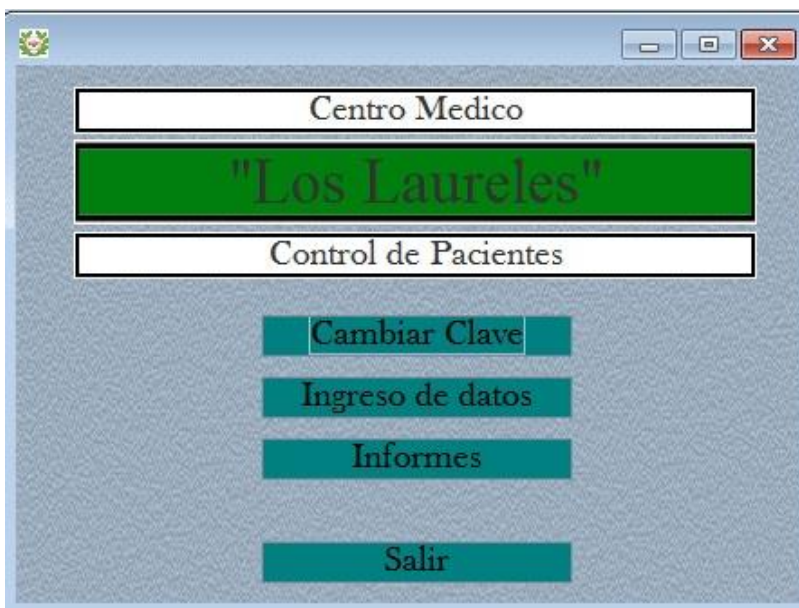 Centro Medico
"Los Laureles"
Control de Pacientes
Cambiar Clave
Ingreso de datos
Informes
Salir